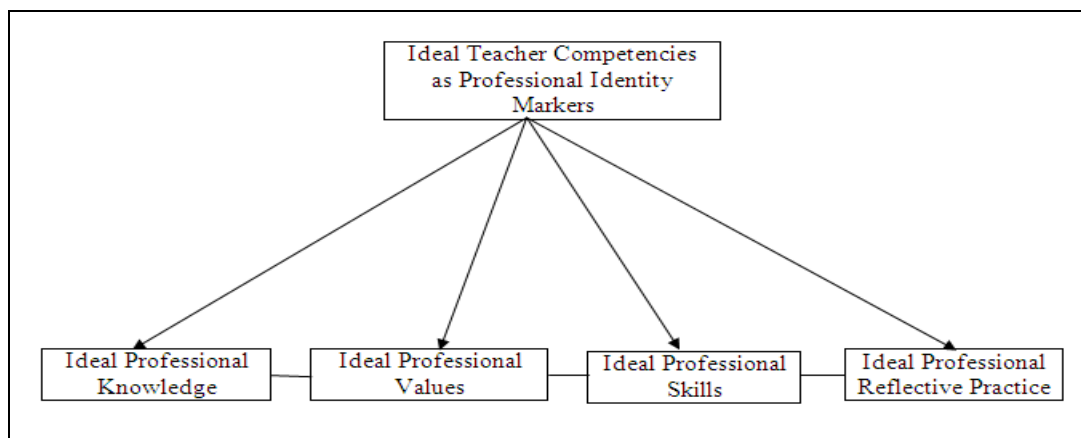 Ideal Teacher Competencies
as Professional Identity
Markers
Ideal Professional
Knowledge
Ideal Professional
Values
Ideal Professional
Skills
Ideal Professional
Reflective Practice